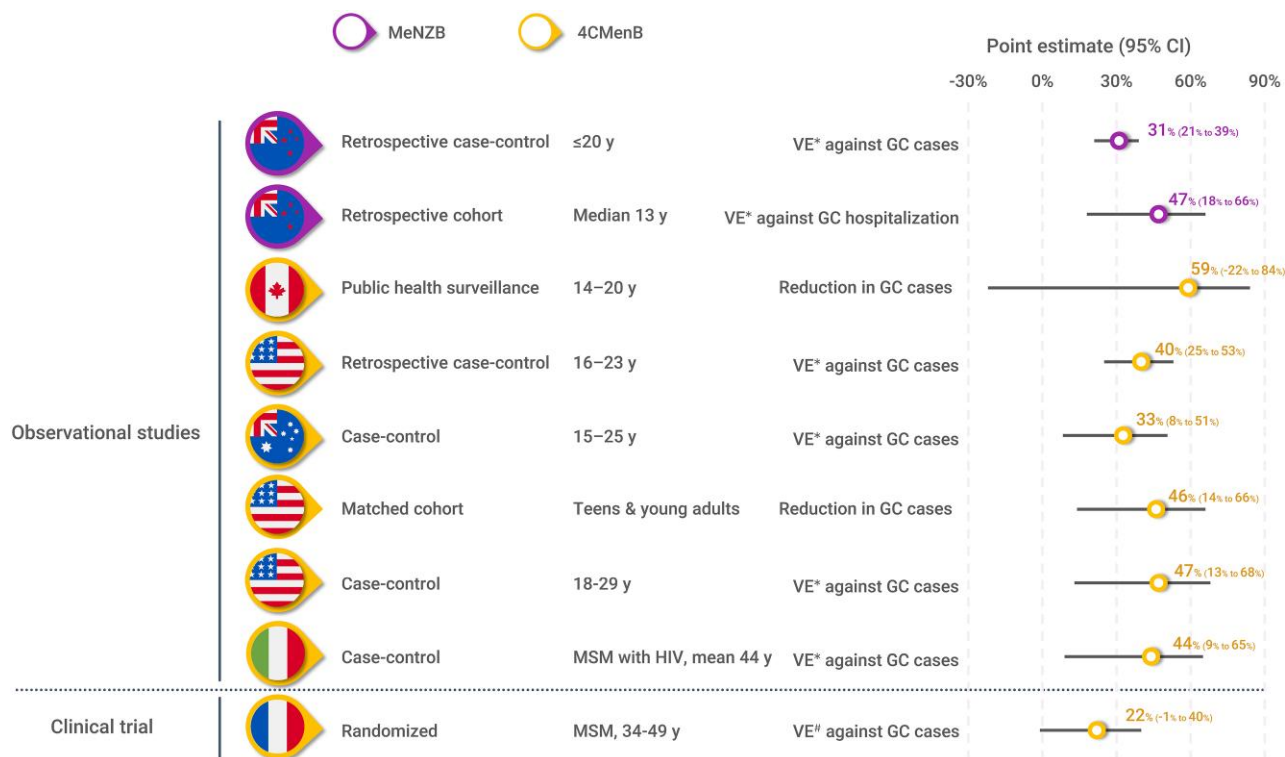 MeNZB
4CMenB
Point estimate (95% CI)
-30% 0% 30% 60% 90%
Retrospective case-control ≤20 y VE* against GC cases 31% (21% to 39%)
Retrospective cohort Median 13 y VE* against GC hospitalization 47% (18% to 66%)
Public health surveillance 14–20 y Reduction in GC cases 59% (-22% to 84%)
Retrospective case-control 16–23 y VE* against GC cases 40% (25% to 53%)
Observational studies
Case-control 15–25 y VE* against GC cases 33% (8% to 51%)
Matched cohort Teens & young adults Reduction in GC cases 46% (14% to 66%)
Case-control 18-29 y VE* against GC cases 47% (13% to 68%)
Case-control MSM with HIV, mean 44 y VE* against GC cases 44% (9% to 65%)
Clinical trial Randomized MSM, 34-49 y VE# against GC cases 22% (-1% to 40%)